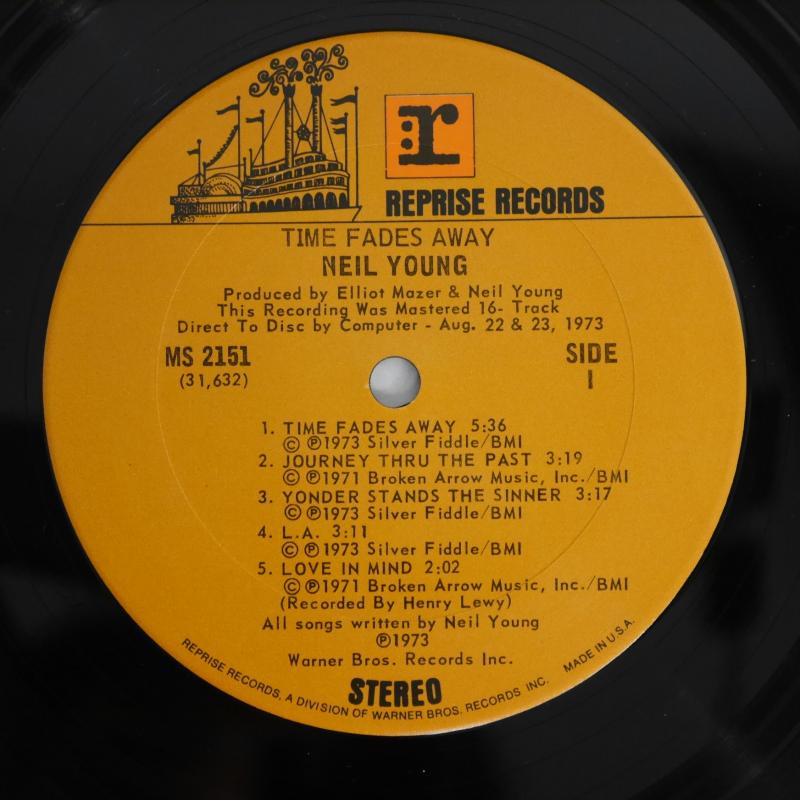 :r
REPRISE RECORDS
TIME FADES AWAY
NEIL YOUNG
Produced by Elliot Mazer & Neil Young
This Recording Was Mastered 16- Track
Direct To Disc by Computer - Aug. 22 & 23, 1973
MS 2151
(31,632)
SIDE
1
1. TIME FADES AWAY 5:36
© ℗1973 Silver Fiddle/BMI
2. JOURNEY THRU THE PAST 3:19
© ℗1971 Broken Arrow Music, Inc./BMI
3. YONDER STANDS THE SINNER 3:17
© ℗1973 Silver Fiddle/BMI
4. L.A. 3:11
© ℗1973 Silver Fiddle/BMI
5. LOVE IN MIND 2:02
© ℗1971 Broken Arrow Music, Inc./BMI
(Recorded By Henry Lewy)
All songs written by Neil Young
℗1973
Warner Bros. Records Inc.
STEREO
REPRISE RECORDS, A DIVISION OF WARNER BROS. RECORDS INC. MADE IN U.S.A.